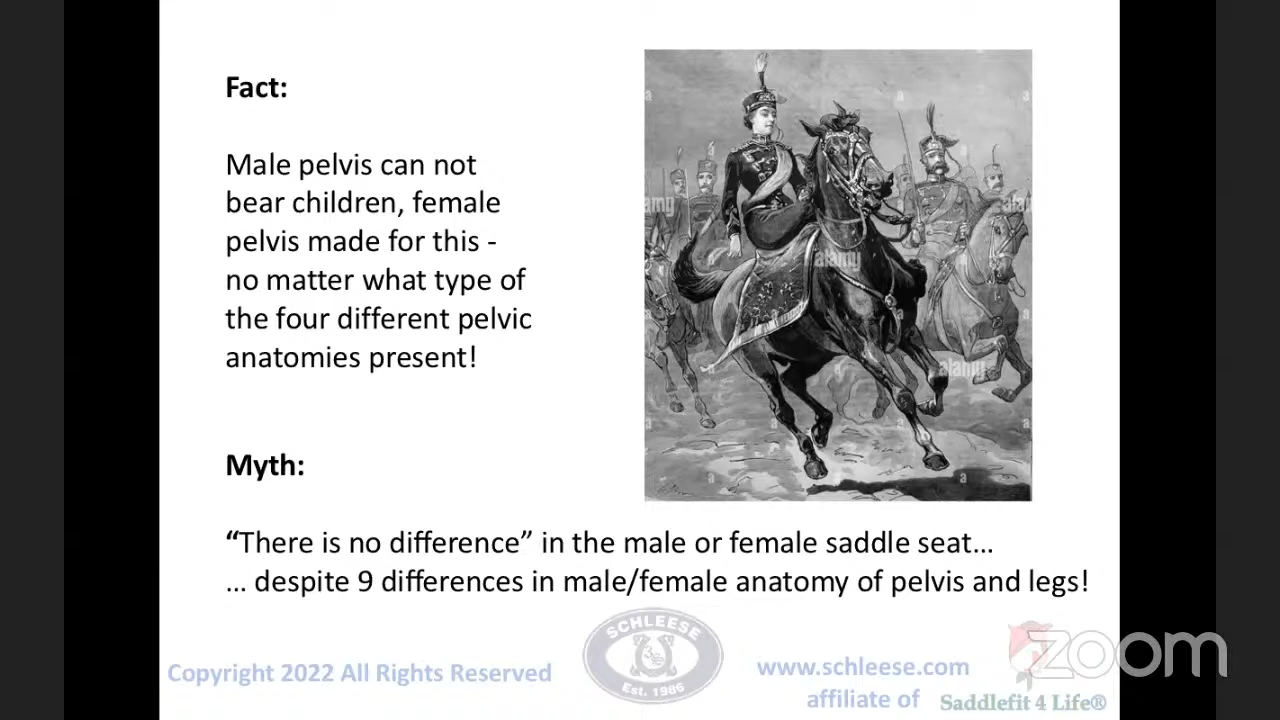 Fact:
Male pelvis can not
bear children, female
pelvis made for this -
no matter what type of
the four different pelvic
anatomies present!
Myth:
“There is no difference” in the male or female saddle seat...
... despite 9 differences in male/female anatomy of pelvis and legs!
alamy
alamy
alamy
SCHLEESE
Est. 1986
Copyright 2022 All Rights Reserved
www.schleese.com
affiliate of
Saddlefit 4 Life®
zoom